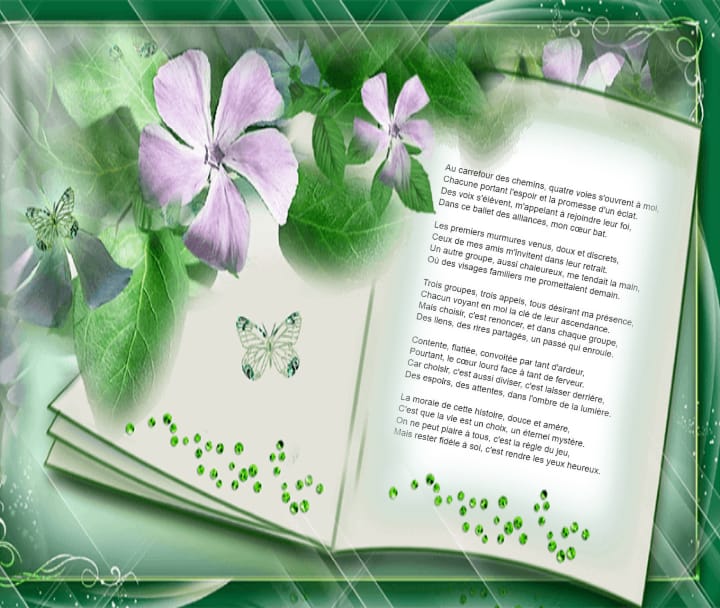 Au carrefour des chemins, quatre voies s'ouvrent à moi,
Chacune portant l'espoir et la promesse d'un éclat.
Des voix s'élèvent, m'appelant à rejoindre leur foi,
Dans ce ballet des alliances, mon cœur bat.
Les premiers murmures venus, doux et discrets,
Ceux de mes amis m'invitent dans leur retrait.
Un autre groupe, aussi chaleureux, me tendait la main,
Où des visages familiers me promettaient demain.
Trois groupes, trois appels, tous désirant ma présence,
Chacun voyant en moi la clé de leur ascendance.
Mais choisir, c'est renoncer, et dans chaque groupe,
Des liens, des rires partagés, un passé qui enroule.
Contente, flattée, convoitée par tant d'ardeur,
Pourtant, le cœur lourd face à tant de ferveur.
Car choisir, c'est aussi diviser, c'est laisser derrière,
Des espoirs, des attentes, dans l'ombre de la lumière.
La morale de cette histoire, douce et amère,
C'est que la vie est un choix, un éternel mystère.
On ne peut plaire à tous, c'est la règle du jeu,
Mais rester fidèle à soi, c'est rendre les yeux heureux.